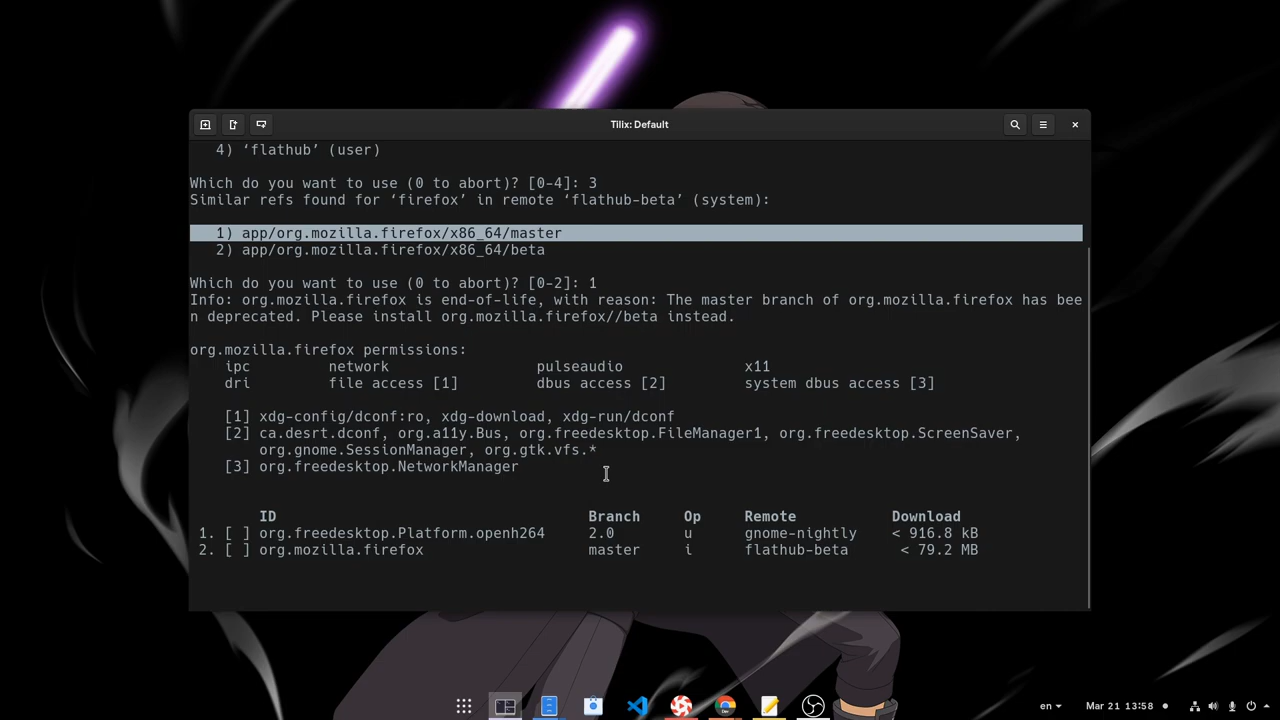 Tilix: Default
4) ‘flathub’ (user)
Which do you want to use (0 to abort)? [0-4]: 3
Similar refs found for ‘firefox’ in remote ‘flathub-beta’ (system):
1) app/org.mozilla.firefox/x86_64/master
2) app/org.mozilla.firefox/x86_64/beta
Which do you want to use (0 to abort)? [0-2]: 1
Info: org.mozilla.firefox is end-of-life, with reason: The master branch of org.mozilla.firefox has bee
n deprecated. Please install org.mozilla.firefox//beta instead.
org.mozilla.firefox permissions:
ipc network pulseaudio x11
dri file access [1] dbus access [2] system dbus access [3]
[1] xdg-config/dconf:ro, xdg-download, xdg-run/dconf
[2] ca.desrt.dconf, org.a11y.Bus, org.freedesktop.FileManager1, org.freedesktop.ScreenSaver,
org.gnome.SessionManager, org.gtk.vfs.*
[3] org.freedesktop.NetworkManager
ID Branch Op Remote Download
1. [ ] org.freedesktop.Platform.openh264 2.0 u gnome-nightly < 916.8 kB
2. [ ] org.mozilla.firefox master i flathub-beta < 79.2 MB
en Mar 21 13:58